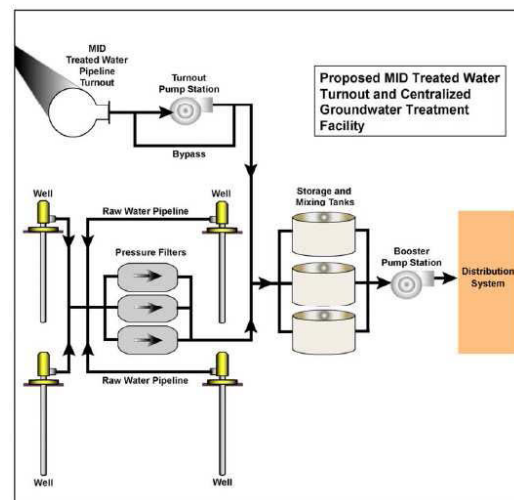 MID
Treated Water
Pipeline
Turnout
Turnout
Pump Station
Bypass
Proposed MID Treated Water
Turnout and Centralized
Groundwater Treatment
Facility
Well
Raw Water Pipeline
Well
Storage and
Mixing Tanks
Pressure Filters
Booster
Pump Station
Distribution
System
Raw Water Pipeline
Well
Well